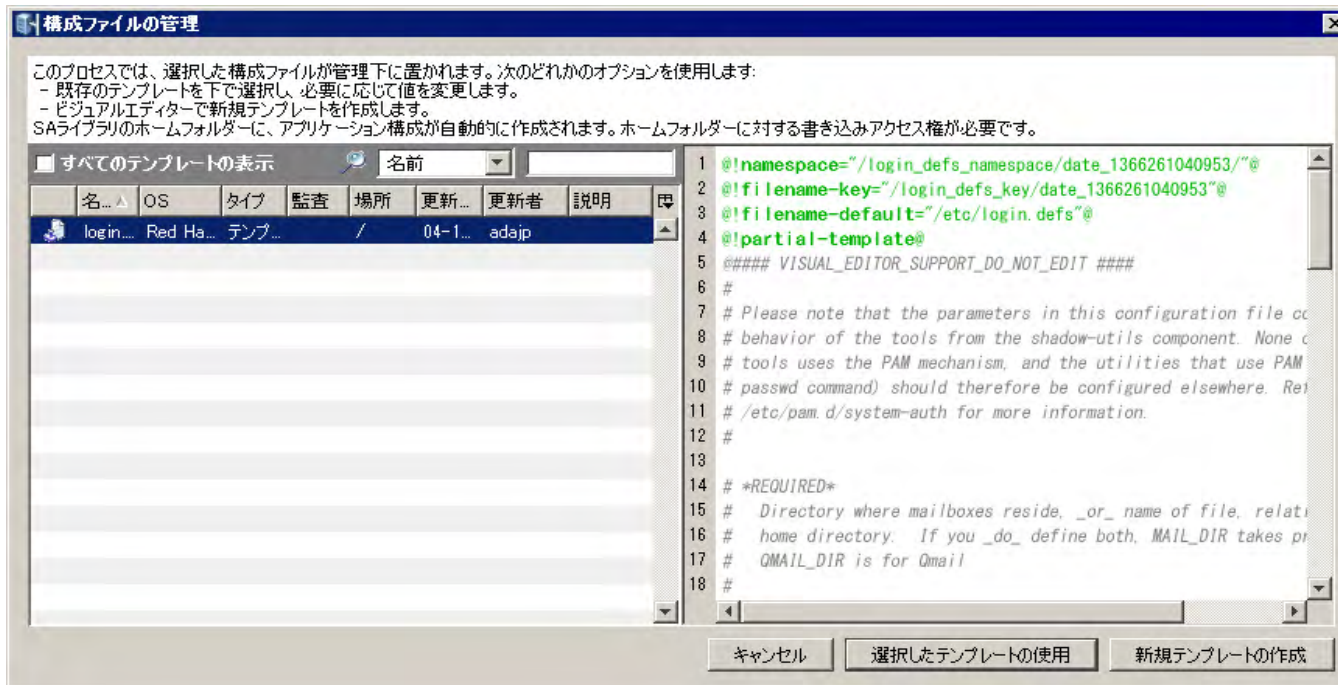 構成ファイルの管理
このプロセスでは、選択した構成ファイルが管理下に置かれます。次のどれかのオプションを使用します:
- 既存のテンプレートを下で選択し、必要に応じて値を変更します。
- ビジュアルエディターで新規テンプレートを作成します。
SAライブラリのホームフォルダーに、アプリケーション構成が自動的に作成されます。ホームフォルダーに対する書き込みアクセス権が必要です。
すべてのテンプレートの表示 名前
名... OS タイプ 監査 場所 更新... 更新者 説明
login... Red Ha... テンプ... / 04-1... adajp
1 @!namespace="/login_defs_namespace/date_1366261040953/"@
2 @!filename-key="/login_defs_key/date_1366261040953"@
3 @!filename-default="/etc/login.defs"@
4 @!partial-template@
5 @#### VISUAL_EDITOR_SUPPORT_DO_NOT_EDIT ####
6 #
7 # Please note that the parameters in this configuration file
8 # behavior of the tools from the shadow-utils component. None
9 # tools uses the PAM mechanism, and the utilities that use PAM
10 # passwd command) should therefore be configured elsewhere.
11 # /etc/pam.d/system-auth for more information.
12 #
13
14 # *REQUIRED*
15 # Directory where mailboxes reside, _or_ name of file,
16 # home directory. If you _do_ define both, MAIL_DIR takes
17 # QMAIL_DIR is for Qmail
18 #
キャンセル 選択したテンプレートの使用 新規テンプレートの作成